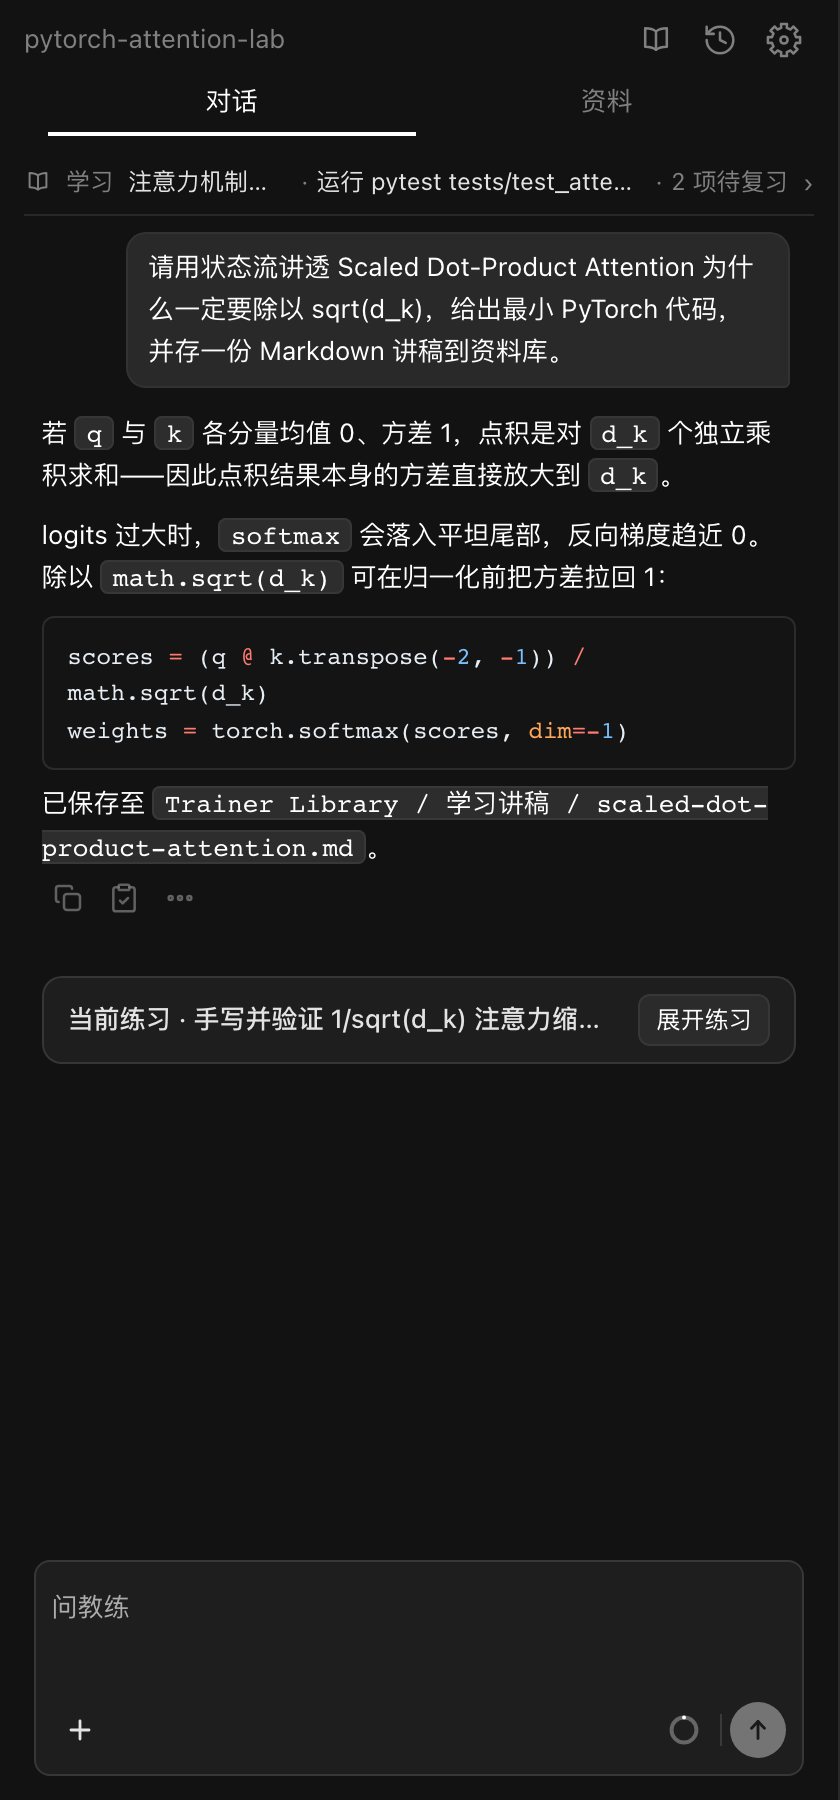 pytorch-attention-lab
对话
资料
学习 注意力机制... · 运行 pytest tests/test_atte... · 2 项待复习 ›
请用状态流讲透 Scaled Dot-Product Attention 为什
么一定要除以 sqrt(d_k)，给出最小 PyTorch 代码，
并存一份 Markdown 讲稿到资料库。
若 q 与 k 各分量均值 0、方差 1，点积是对 d_k 个独立乘
积求和——因此点积结果本身的方差直接放大到 d_k。
logits 过大时，softmax 会落入平坦尾部，反向梯度趋近 0。
除以 math.sqrt(d_k) 可在归一化前把方差拉回 1：
scores = (q @ k.transpose(-2, -1)) /
math.sqrt(d_k)
weights = torch.softmax(scores, dim=-1)
已保存至 Trainer Library / 学习讲稿 / scaled-dot-
product-attention.md。
当前练习 · 手写并验证 1/sqrt(d_k) 注意力缩...
展开练习
问教练